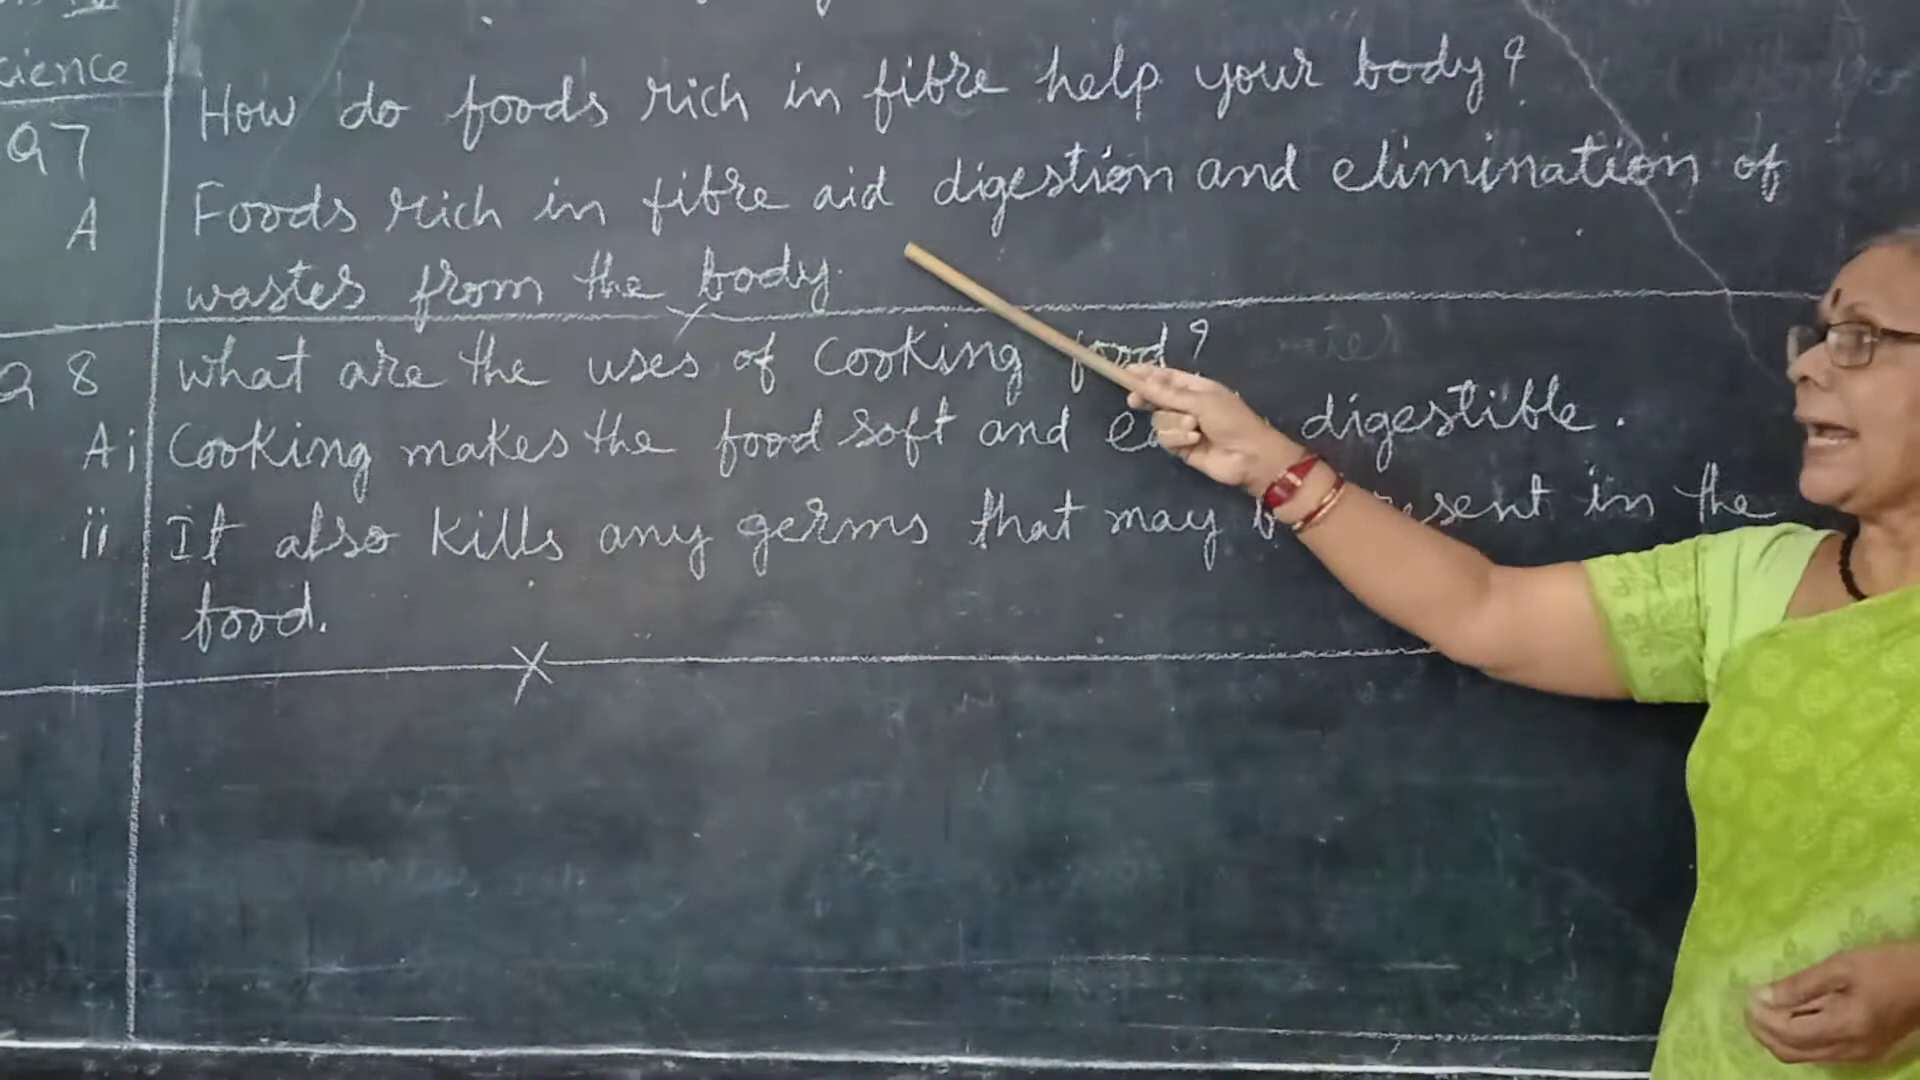 cience
Q7 How do foods rich in fibre help your body?
A Foods rich in fibre aid digestion and elimination of
wastes from the body.
Q 8 what are the uses of cooking food?
A i Cooking makes the food soft and digestible.
ii It also kills any germs that may in the
food.